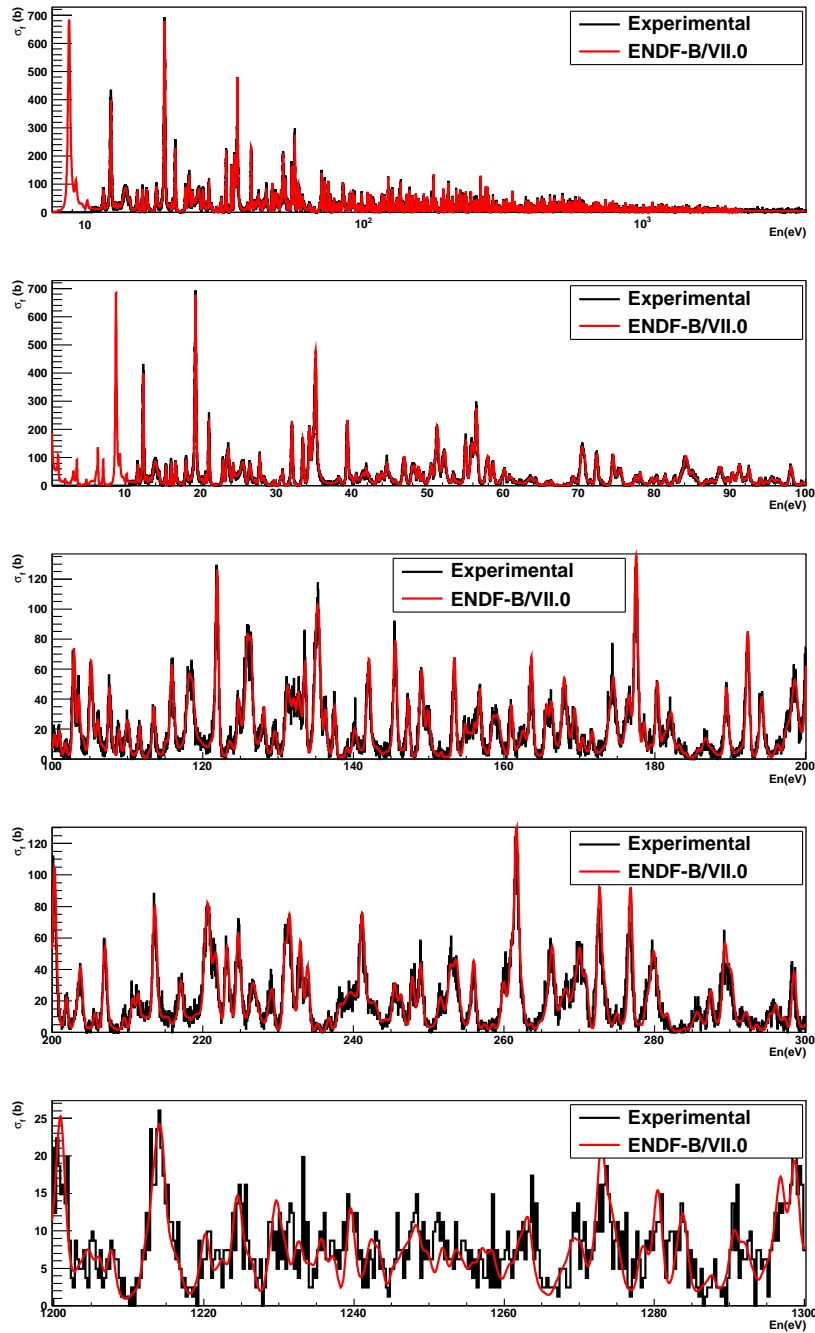 σf (b)
700
600
500
400
300
200
100
0
Experimental
ENDF-B/VII.0
10
10²
10³
En(eV)
σf (b)
700
600
500
400
300
200
100
0
Experimental
ENDF-B/VII.0
10 20 30 40 50 60 70 80 90 100
En(eV)
σf (b)
120
100
80
60
40
20
0
Experimental
ENDF-B/VII.0
100 120 140 160 180 200
En(eV)
σf (b)
120
100
80
60
40
20
0
Experimental
ENDF-B/VII.0
200 220 240 260 280 300
En(eV)
σf (b)
25
20
15
10
5
0
Experimental
ENDF-B/VII.0
1200 1220 1240 1260 1280 1300
En(eV)